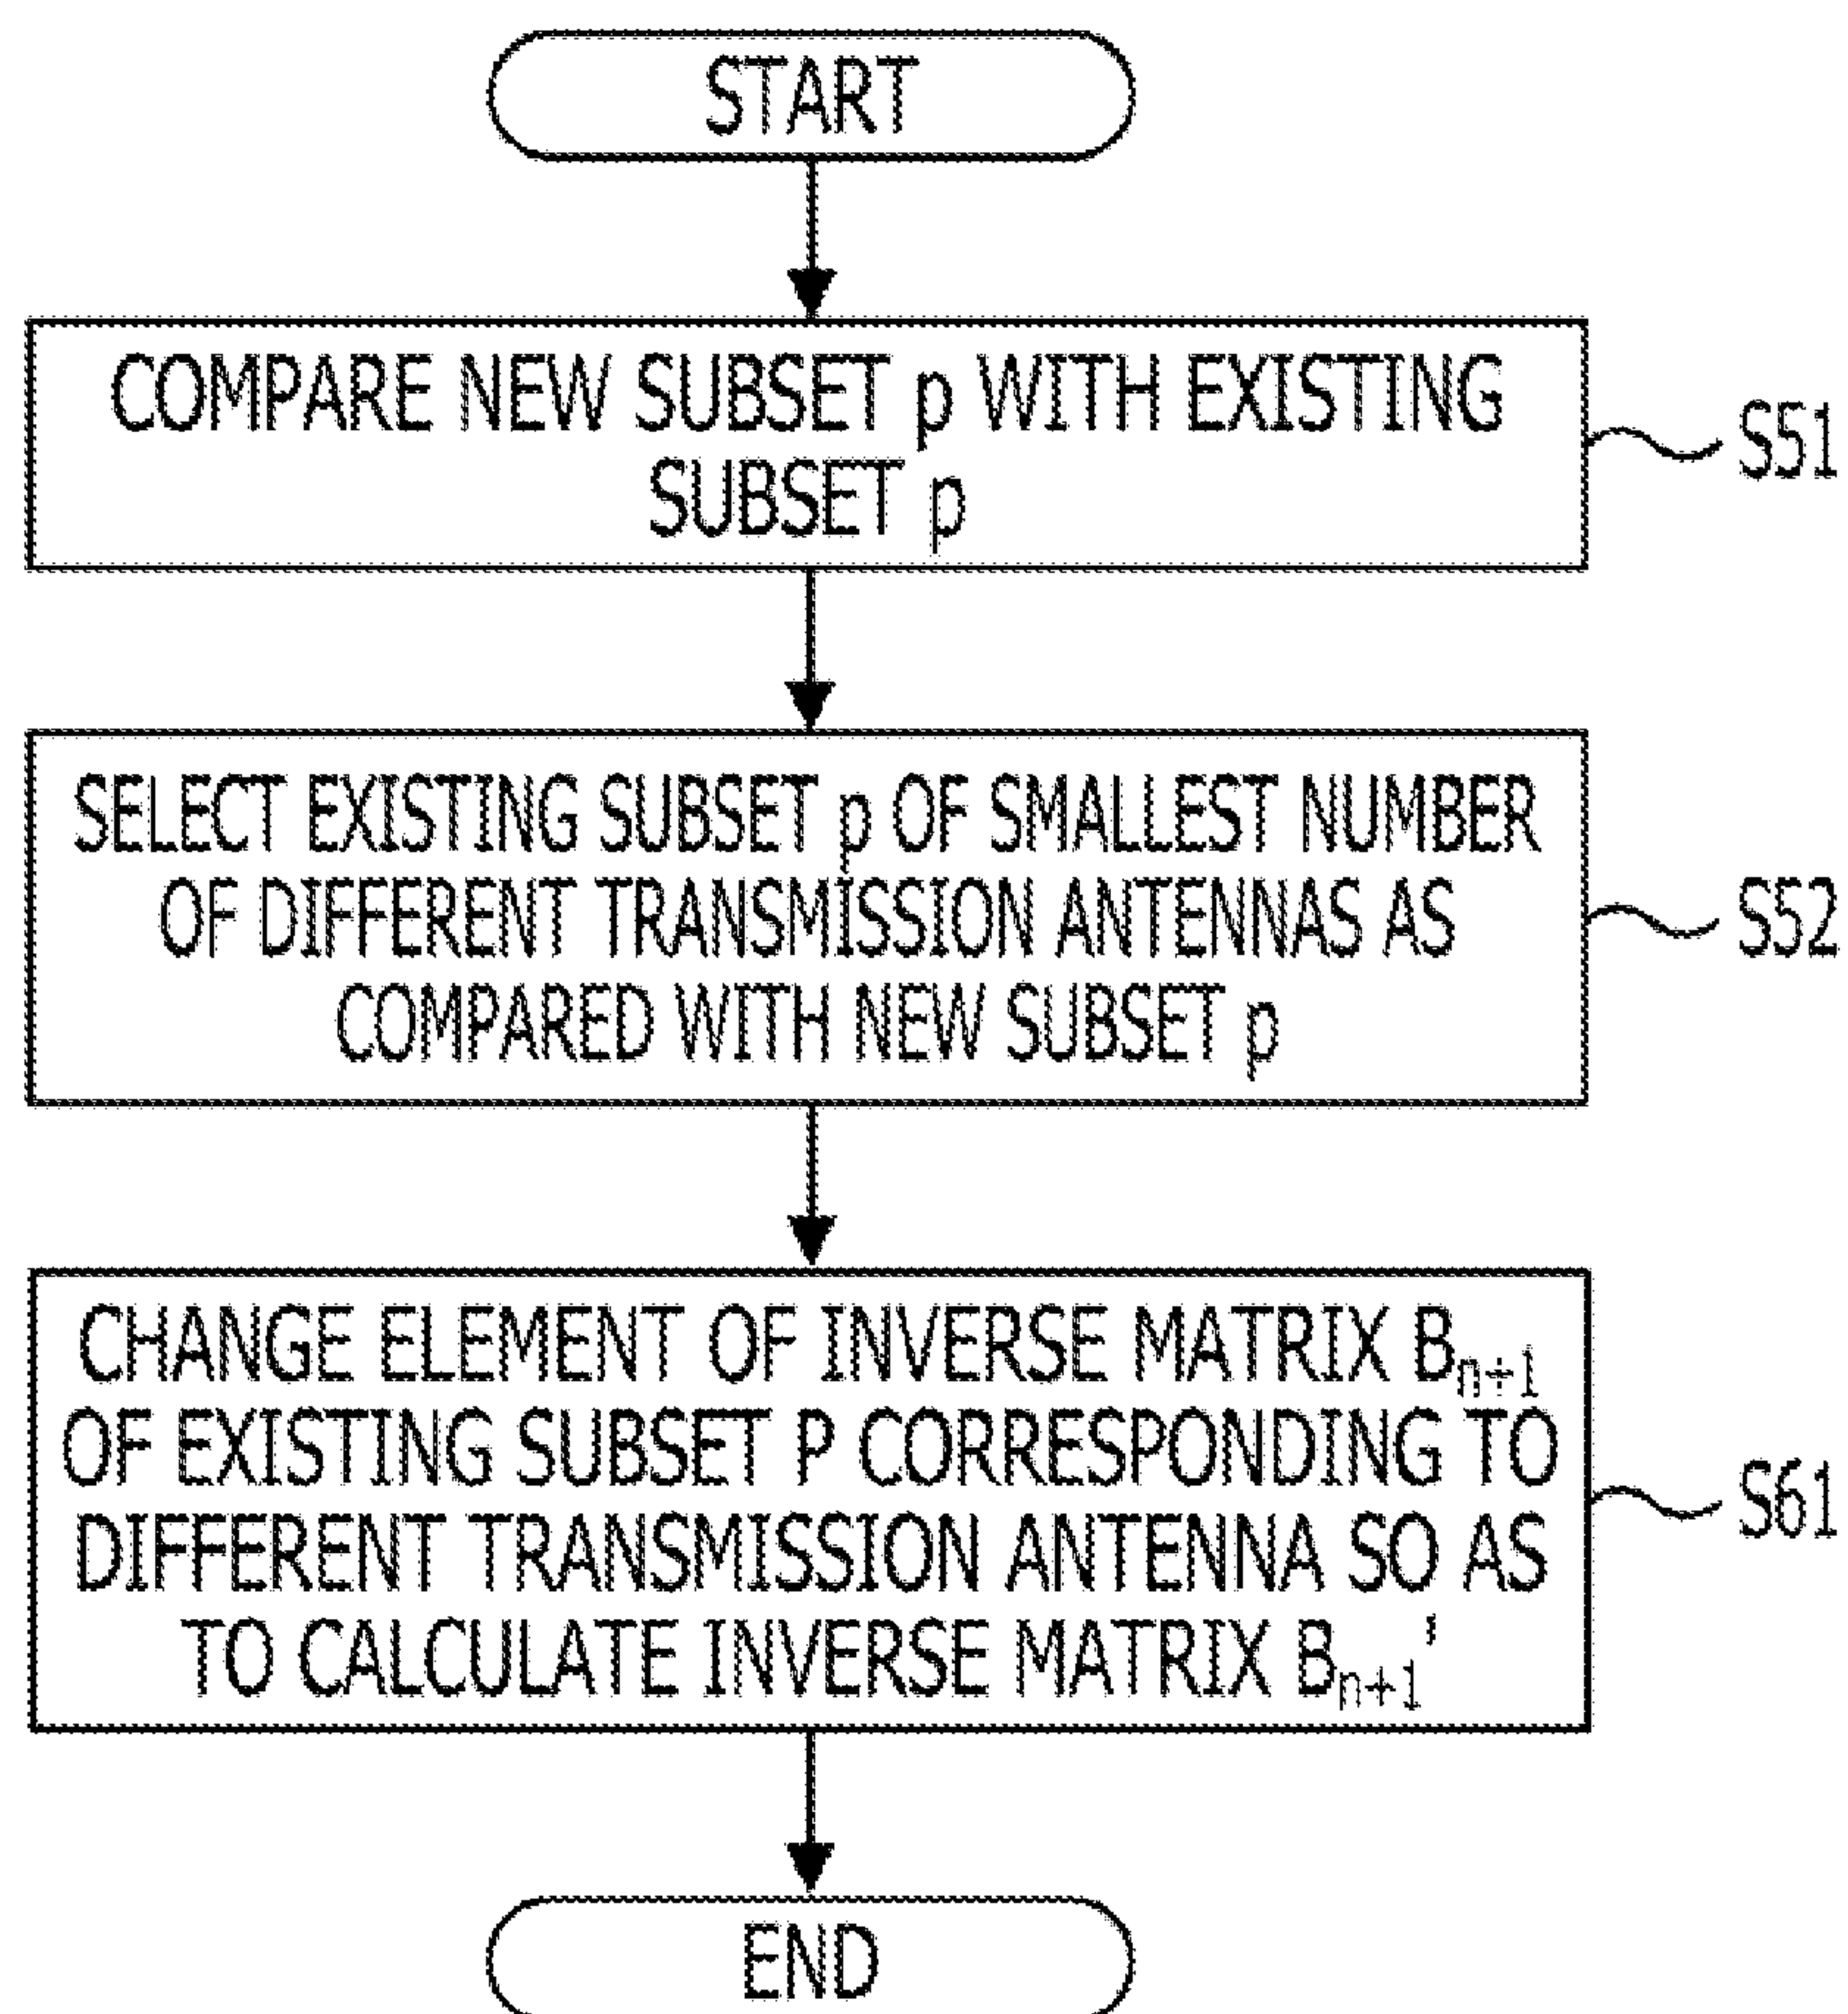 START
COMPARE NEW SUBSET p WITH EXISTING
SUBSET p
S51
SELECT EXISTING SUBSET p OF SMALLEST NUMBER
OF DIFFERENT TRANSMISSION ANTENNAS AS
COMPARED WITH NEW SUBSET p
S52
CHANGE ELEMENT OF INVERSE MATRIX Bn+1
OF EXISTING SUBSET P CORRESPONDING TO
DIFFERENT TRANSMISSION ANTENNA SO AS
TO CALCULATE INVERSE MATRIX Bn+1'
S61
END